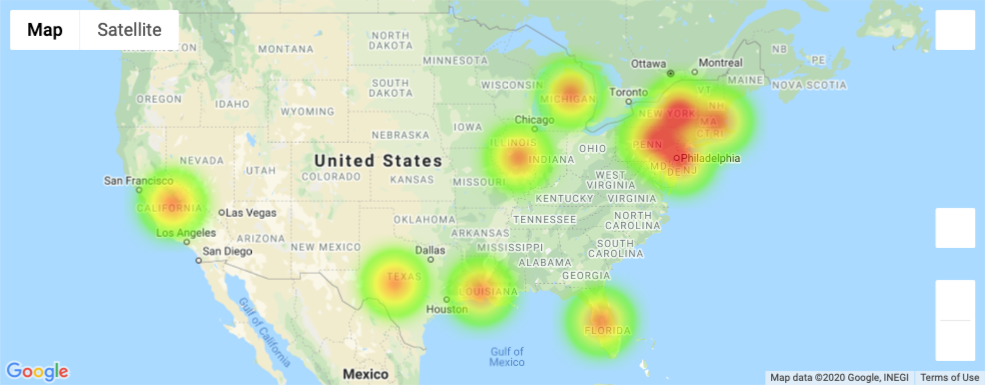 Map
Satellite
NORTH
DAKOTA
MONTANA
MINNESOTA
Ottawa
Montreal
NB
PE
MAINE
NOVA SCOTIA
VT
NH
OREGON
IDAHO
SOUTH
DAKOTA
WISCONSIN
MICHIGAN
Toronto
NEW YORK
MA
CT RI
WYOMING
IOWA
Chicago
NEBRASKA
ILLINOIS
INDIANA
OHIO
PENN
Philadelphia
MD
DE NJ
NEVADA
UTAH
United States
COLORADO
KANSAS
MISSOURI
WEST
VIRGINIA
KENTUCKY
VIRGINIA
San Francisco
CALIFORNIA
Las Vegas
OKLAHOMA
TENNESSEE
NORTH
CAROLINA
Los Angeles
ARIZONA
NEW MEXICO
ARKANSAS
MISSISSIPPI
SOUTH
CAROLINA
San Diego
Dallas
ALABAMA
GEORGIA
TEXAS
LOUISIANA
Houston
FLORIDA
Gulf of
California
Gulf of
Mexico
Mexico
Google
Map data ©2020 Google, INEGI
Terms of Use